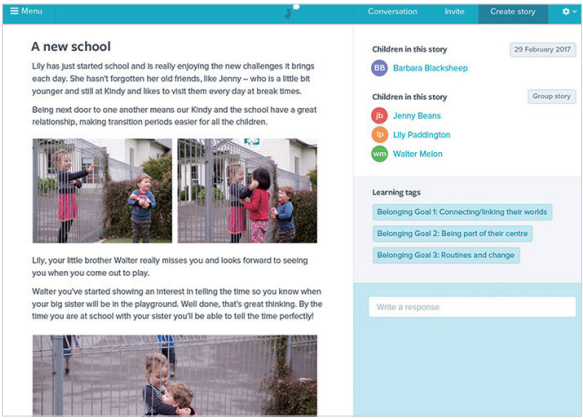 Menu
Conversation
Invite
Create story
A new school
Lily has just started school and is really enjoying the new challenges it brings
each day. She hasn't forgotten her old friends, like Jenny – who is a little bit
younger and still at Kindy and likes to visit them every day at break times.
Being next door to one another means our Kindy and the school have a great
relationship, making transition periods easier for all the children.
Lily, your little brother Walter really misses you and looks forward to seeing
you when you come out to play.
Walter you've started showing an interest in telling the time so you know when
your big sister will be in the playground. Well done, that's great thinking. By the
time you are at school with your sister you'll be able to tell the time perfectly!
Children in this story
29 February 2017
BB
Barbara Blacksheep
Children in this story
Group story
jb
Jenny Beans
lp
Lily Paddington
wm
Walter Melon
Learning tags
Belonging Goal 1: Connecting/linking their worlds
Belonging Goal 2: Being part of their centre
Belonging Goal 3: Routines and change
Write a response